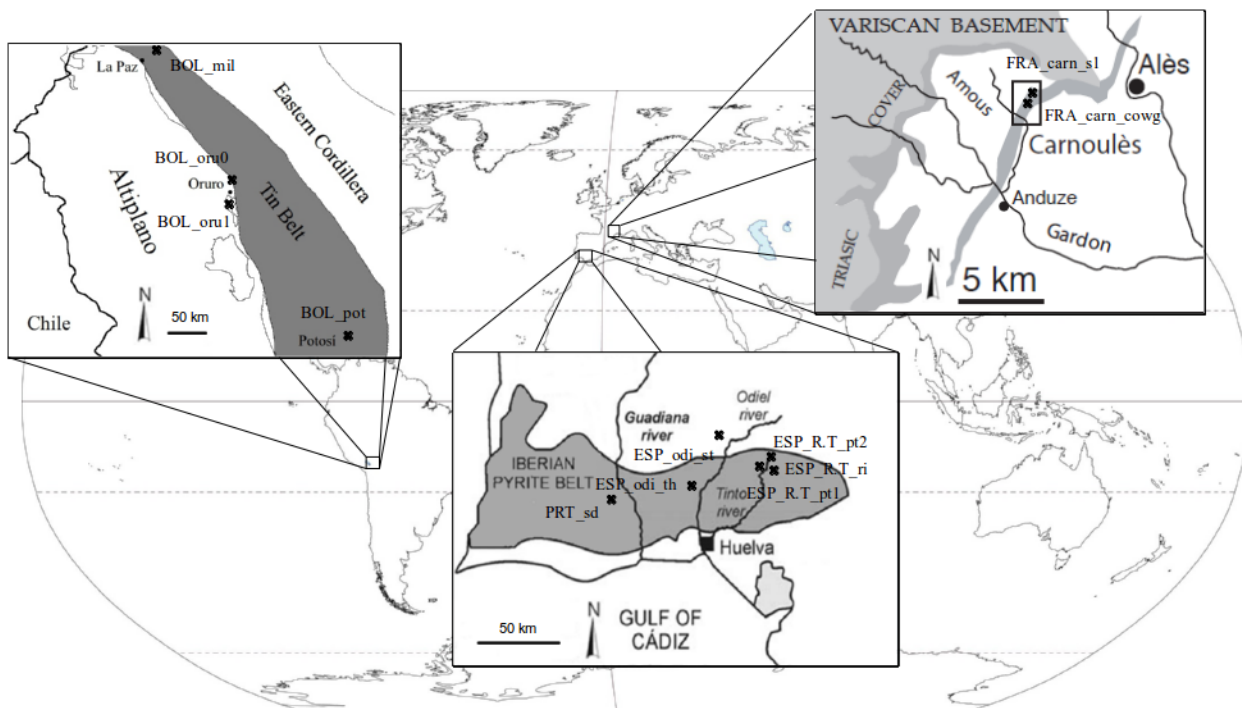 La Paz
BOL_mil
Eastern Cordillera
BOL_oru0
Oruro
BOL_oru1
Altiplano
Tin Belt
N
50 km
Chile
BOL_pot
Potosí
VARISCAN BASEMENT
FRA_carn_s1
Alès
COVER
Amous
FRA_carn_cowg
Carnoulès
Anduze
TRIASIC
Gardon
N
5 km
Guadiana
river
Odiel
river
ESP_R.T_pt2
ESP_odi_st
IBERIAN
PYRITE BELT
ESP_R.T_ri
ESP_odi_th
ESP_R.T_pt1
Tinto
river
PRT_sd
Huelva
N
50 km
GULF OF
CÁDIZ